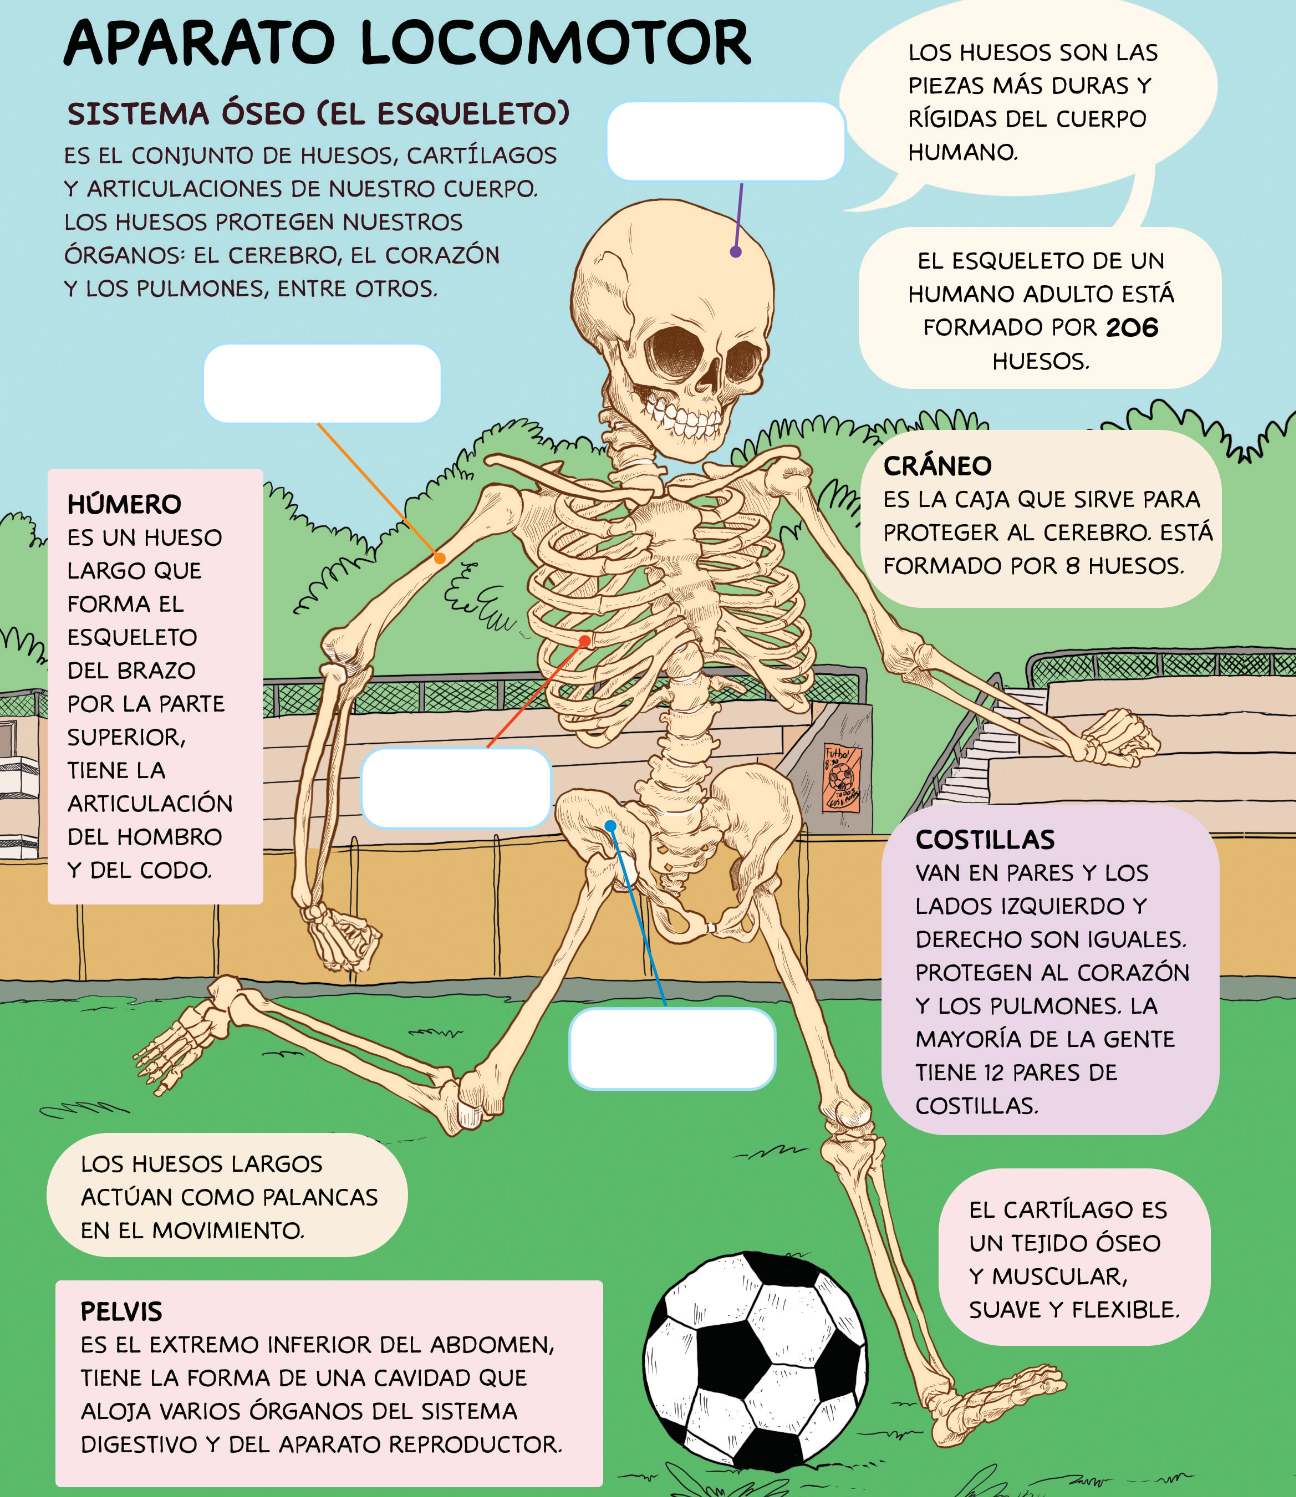 APARATO LOCOMOTOR
SISTEMA ÓSEO (EL ESQUELETO)
ES EL CONJUNTO DE HUESOS, CARTÍLAGOS
Y ARTICULACIONES DE NUESTRO CUERPO.
LOS HUESOS PROTEGEN NUESTROS
ÓRGANOS: EL CEREBRO, EL CORAZÓN
Y LOS PULMONES, ENTRE OTROS.
LOS HUESOS SON LAS
PIEZAS MÁS DURAS Y
RÍGIDAS DEL CUERPO
HUMANO.
EL ESQUELETO DE UN
HUMANO ADULTO ESTÁ
FORMADO POR 206
HUESOS.
CRÁNEO
ES LA CAJA QUE SIRVE PARA
PROTEGER AL CEREBRO. ESTÁ
FORMADO POR 8 HUESOS.
HÚMERO
ES UN HUESO
LARGO QUE
FORMA EL
ESQUELETO
DEL BRAZO
POR LA PARTE
SUPERIOR,
TIENE LA
ARTICULACIÓN
DEL HOMBRO
Y DEL CODO.
Futbol
COSTILLAS
VAN EN PARES Y LOS
LADOS IZQUIERDO Y
DERECHO SON IGUALES.
PROTEGEN AL CORAZÓN
Y LOS PULMONES. LA
MAYORÍA DE LA GENTE
TIENE 12 PARES DE
COSTILLAS.
LOS HUESOS LARGOS
ACTÚAN COMO PALANCAS
EN EL MOVIMIENTO.
EL CARTÍLAGO ES
UN TEJIDO ÓSEO
Y MUSCULAR,
SUAVE Y FLEXIBLE.
PELVIS
ES EL EXTREMO INFERIOR DEL ABDOMEN,
TIENE LA FORMA DE UNA CAVIDAD QUE
ALOJA VARIOS ÓRGANOS DEL SISTEMA
DIGESTIVO Y DEL APARATO REPRODUCTOR.